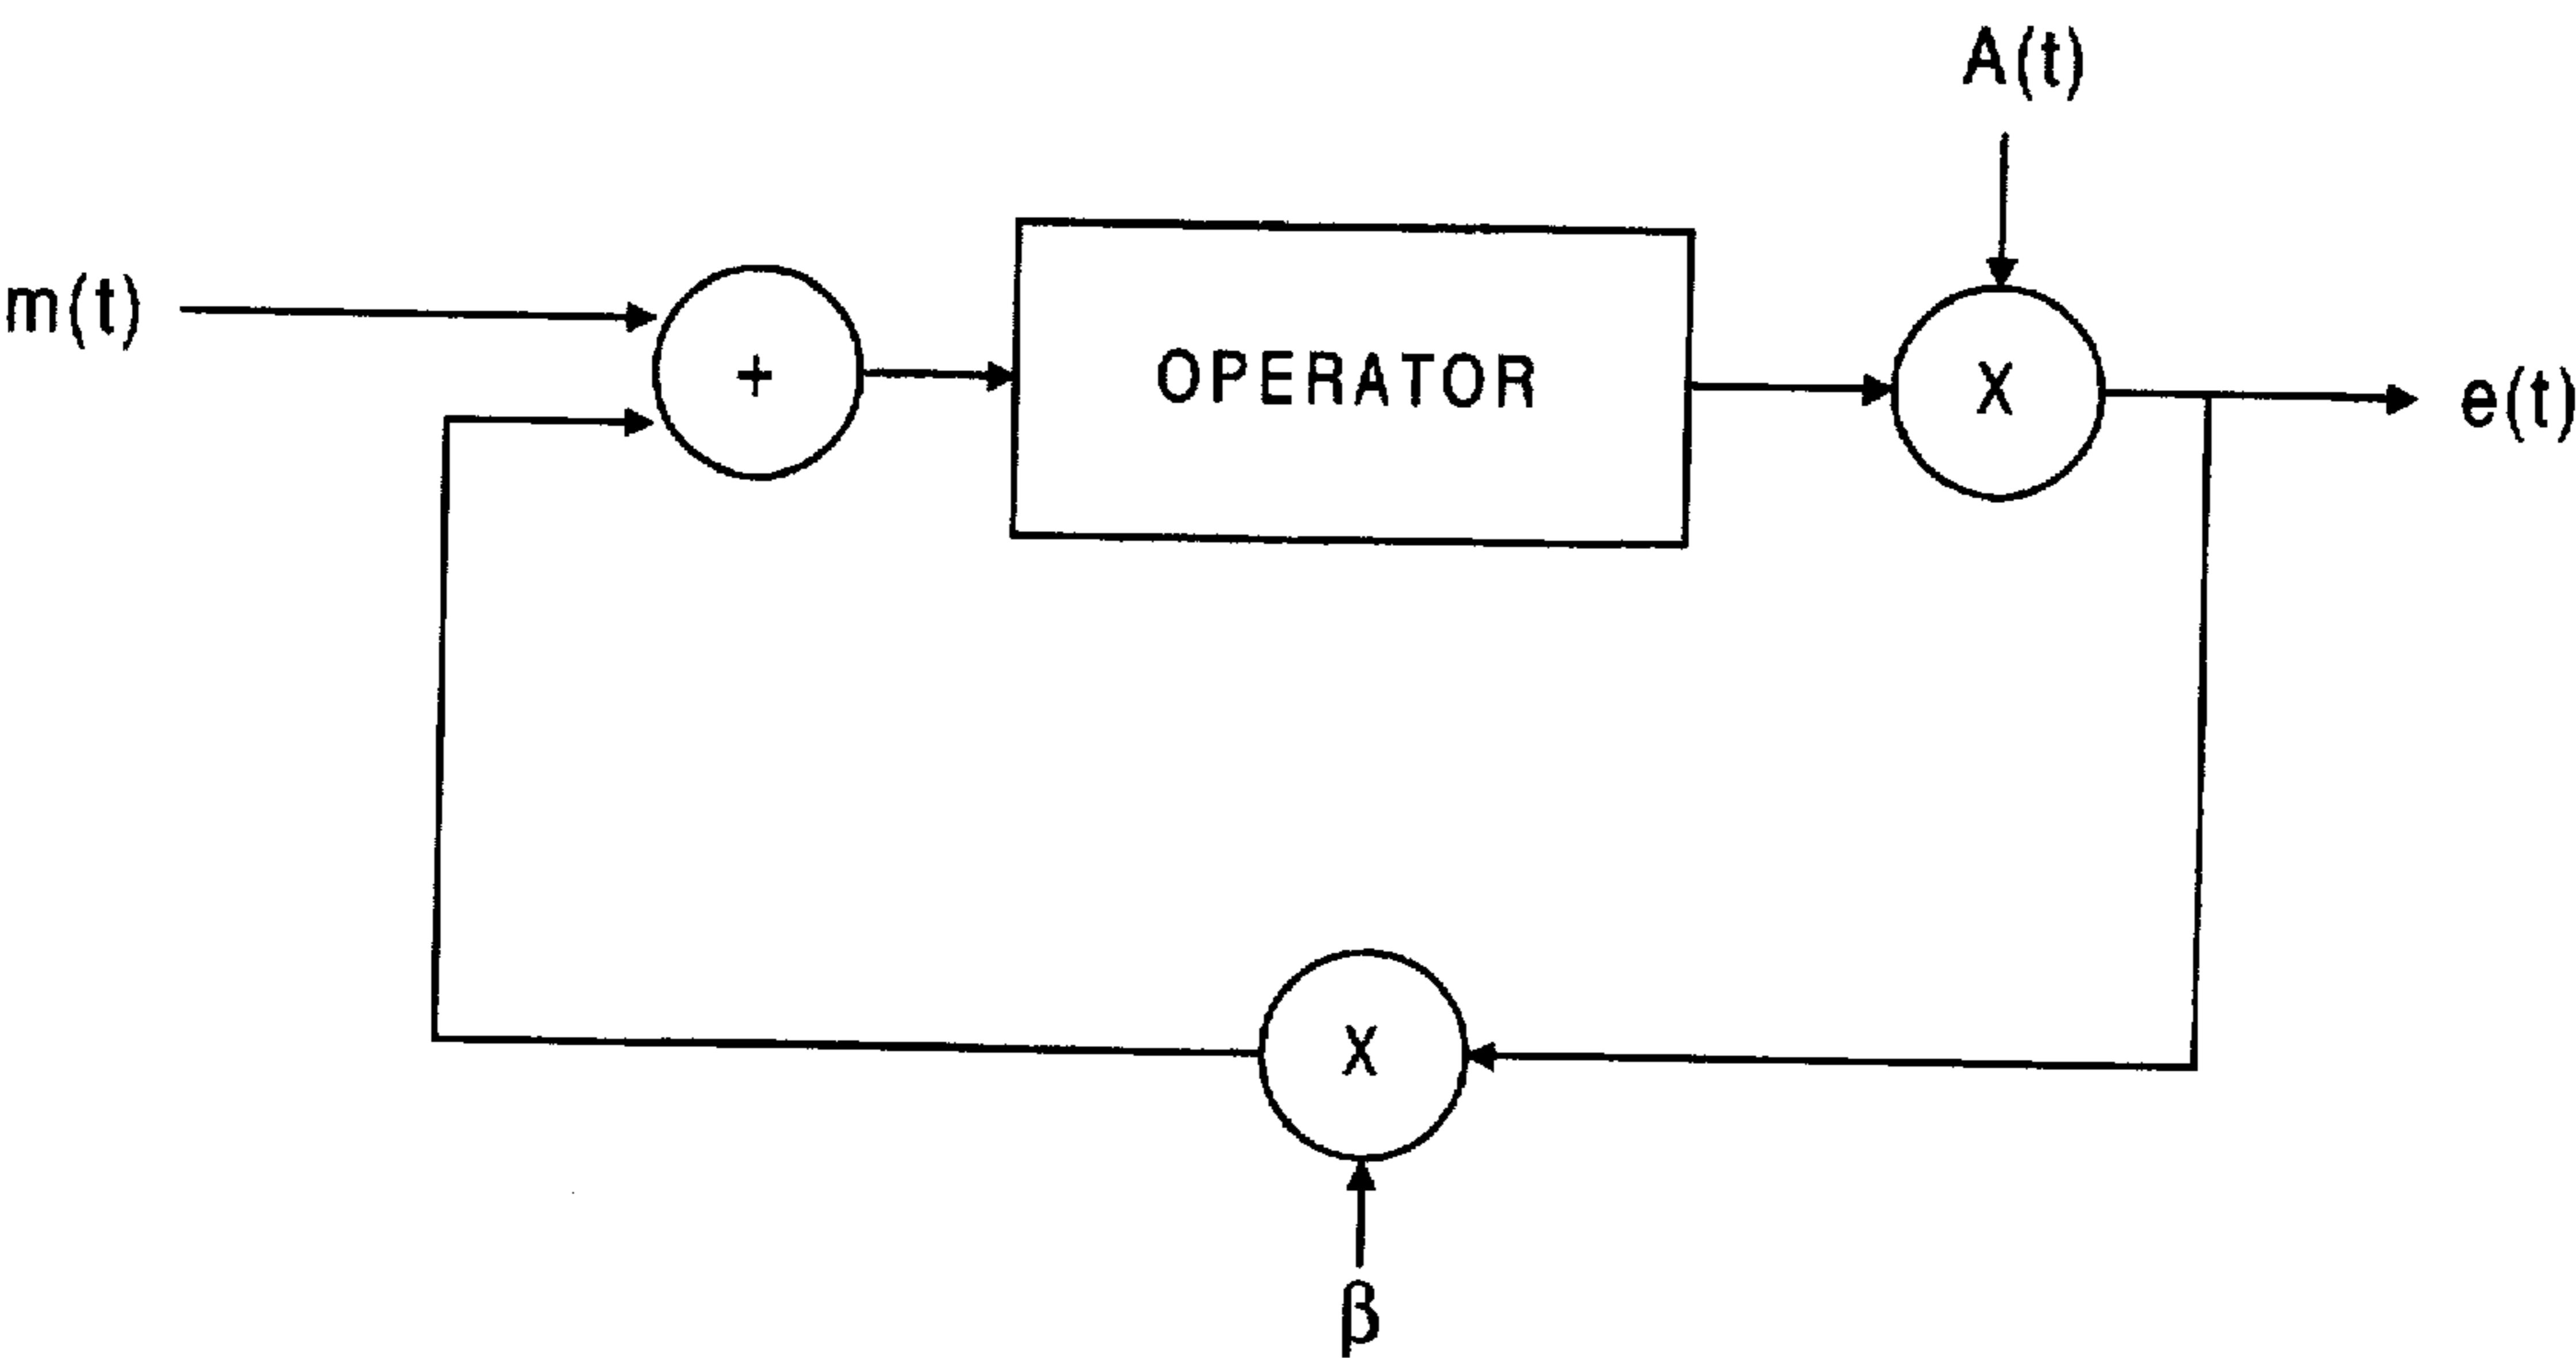 A(t)
m(t)
+
OPERATOR
X
e(t)
X
β